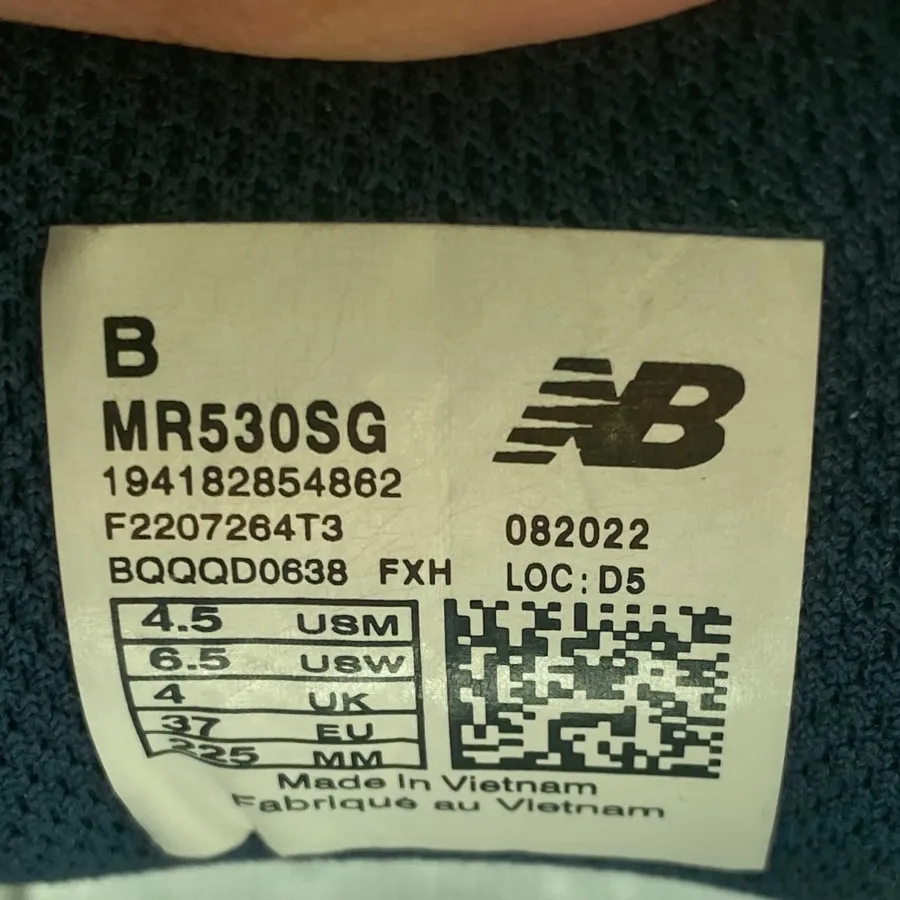 B
NB
MR530SG
194182854862
F2207264T3 082022
BQQQD0638 FXH LOC: D5
4.5 USM
6.5 USW
4 UK
37 EU
225 MM
Made in Vietnam
Fabriqué au Vietnam